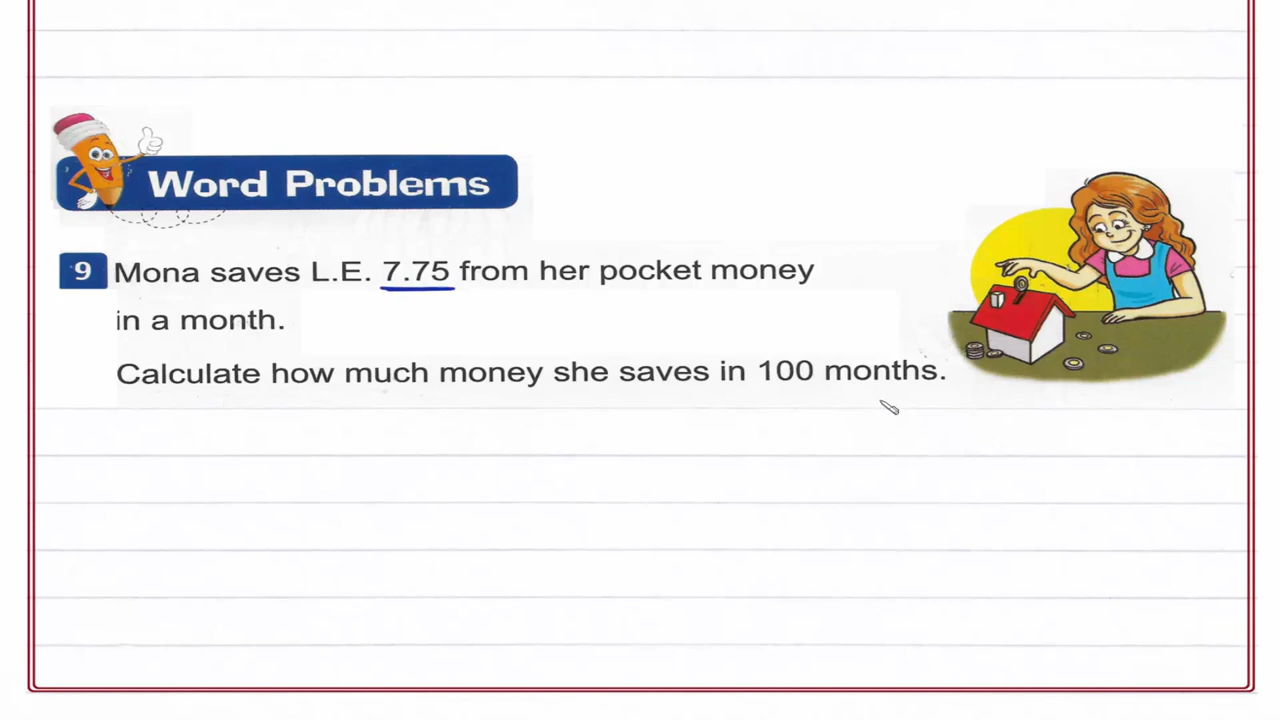 Word Problems
9 Mona saves L.E. 7.75 from her pocket money
in a month.
Calculate how much money she saves in 100 months.